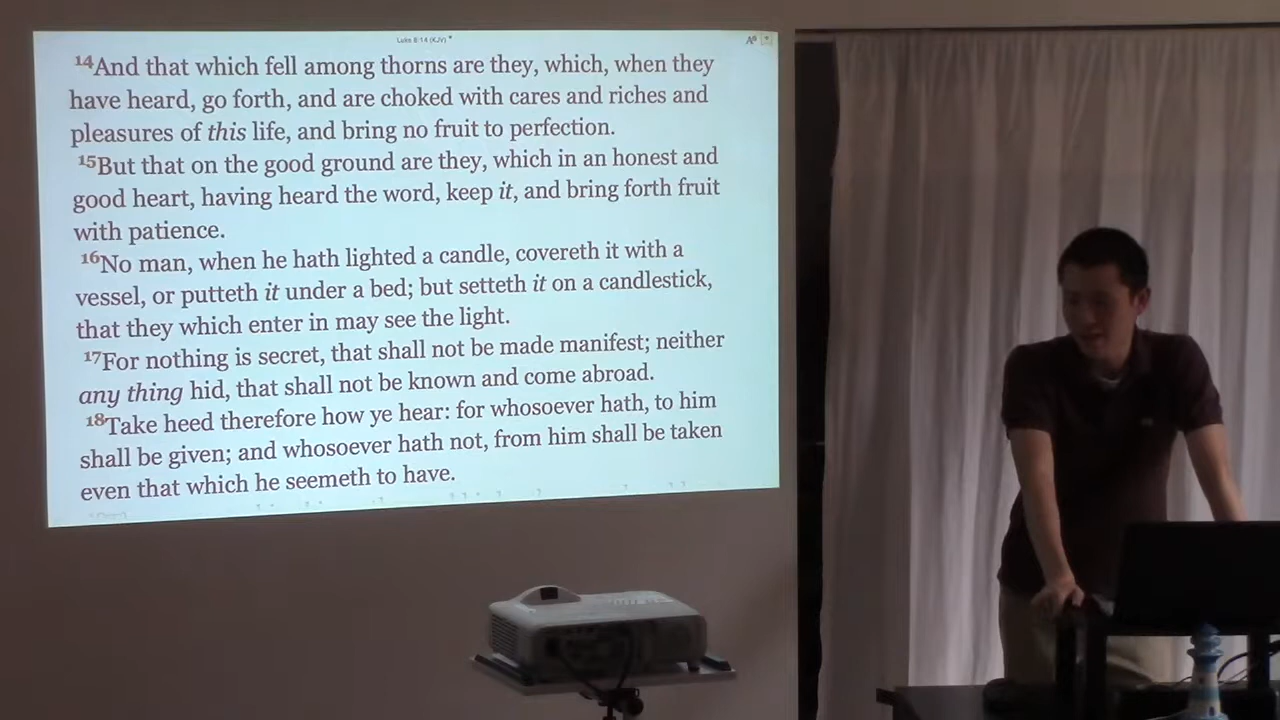 Luke 8:14 (KJV)
14And that which fell among thorns are they, which, when they
have heard, go forth, and are choked with cares and riches and
pleasures of this life, and bring no fruit to perfection.
15But that on the good ground are they, which in an honest and
good heart, having heard the word, keep it, and bring forth fruit
with patience.
16No man, when he hath lighted a candle, covereth it with a
vessel, or putteth it under a bed; but setteth it on a candlestick,
that they which enter in may see the light.
17For nothing is secret, that shall not be made manifest; neither
any thing hid, that shall not be known and come abroad.
18Take heed therefore how ye hear: for whosoever hath, to him
shall be given; and whosoever hath not, from him shall be taken
even that which he seemeth to have.